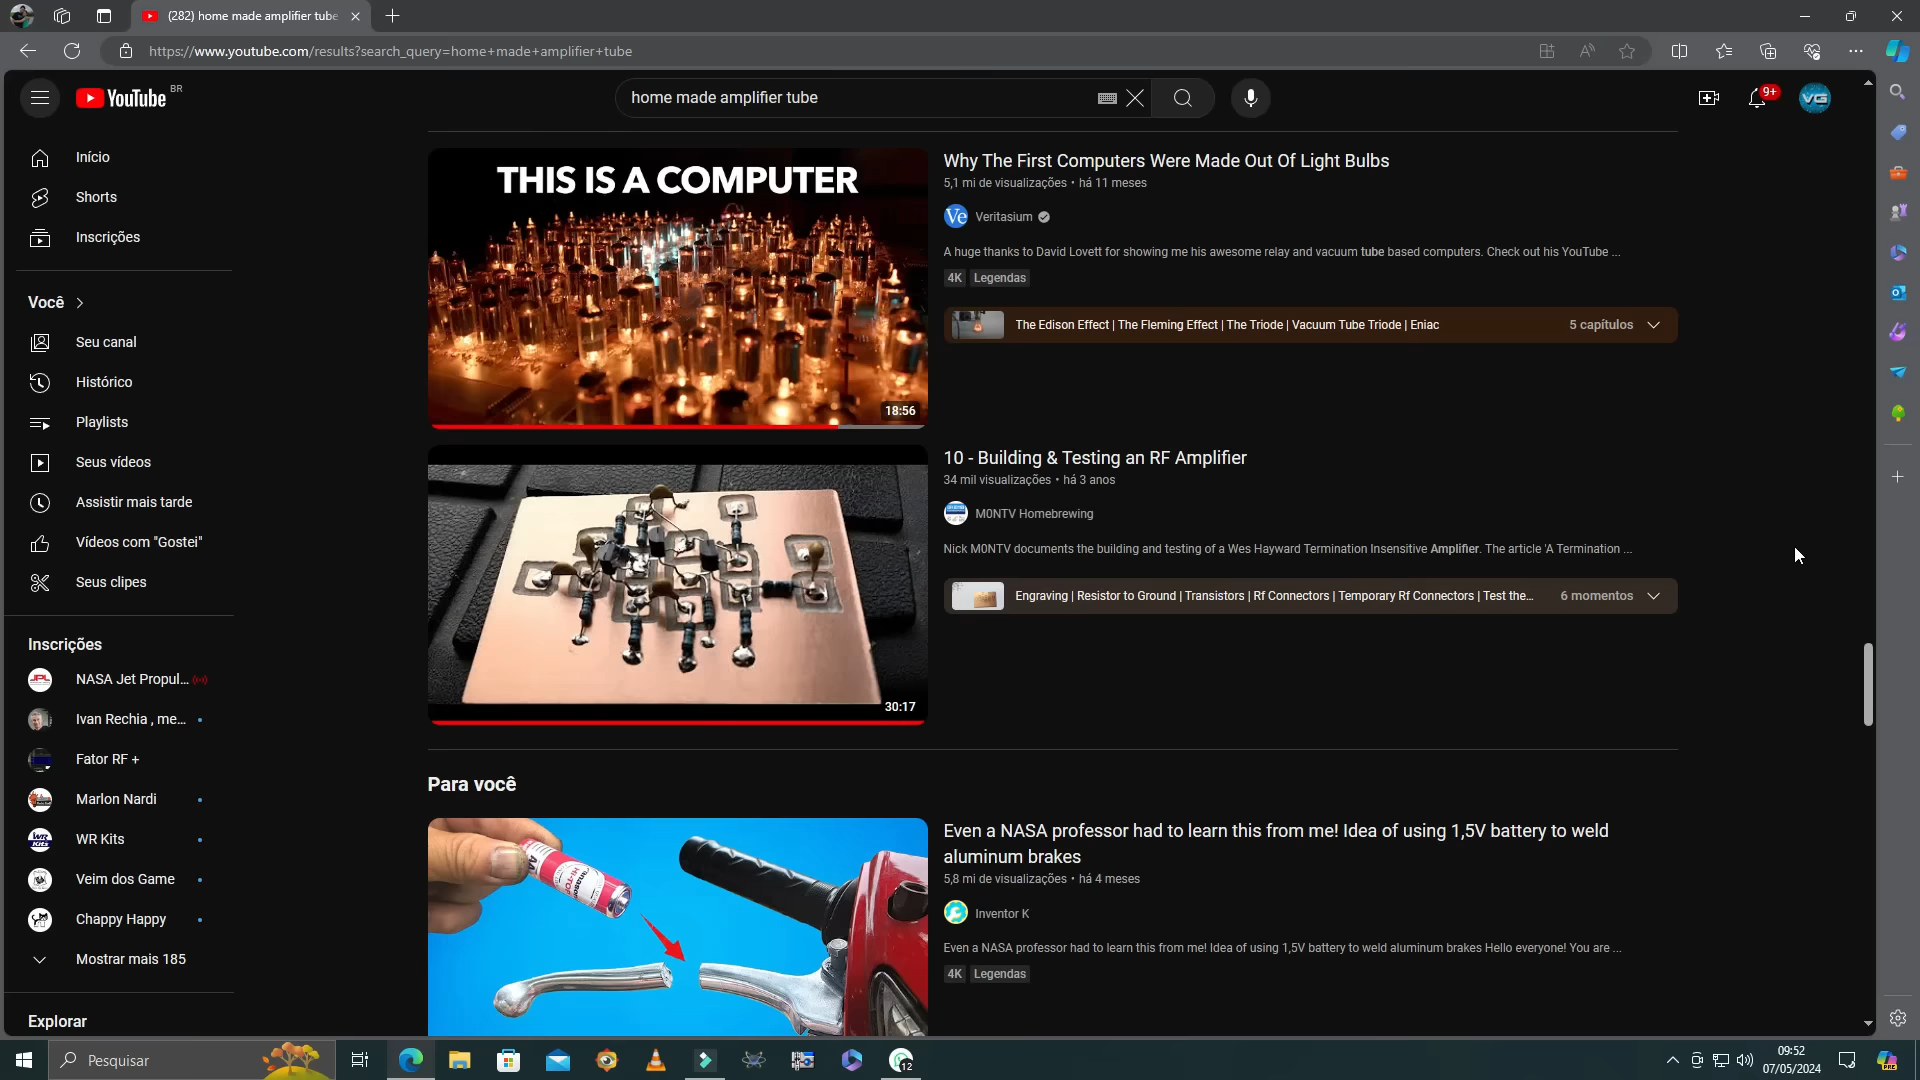 (282) home made amplifier tube
https://www.youtube.com/results?search_query=home+made+amplifier+tube
YouTube BR
home made amplifier tube
9+
VG
Início
Shorts
Inscrições
Você
Seu canal
Histórico
Playlists
Seus vídeos
Assistir mais tarde
Vídeos com "Gostei"
Seus clipes
Inscrições
JPL
NASA Jet Propul...
Ivan Rechia , me...
Fator RF +
Marlon Nardi
WR Kits
WR Kits
Veim dos Game
Chappy Happy
Mostrar mais 185
Explorar
THIS IS A COMPUTER
18:56
Why The First Computers Were Made Out Of Light Bulbs
5,1 mi de visualizações • há 11 meses
Ve
Veritasium
A huge thanks to David Lovett for showing me his awesome relay and vacuum tube based computers. Check out his YouTube ...
4K Legendas
The Edison Effect | The Fleming Effect | The Triode | Vacuum Tube Triode | Eniac
5 capítulos
30:17
10 - Building & Testing an RF Amplifier
34 mil visualizações • há 3 anos
M0NTV Homebrewing
Nick M0NTV documents the building and testing of a Wes Hayward Termination Insensitive Amplifier. The article 'A Termination ...
Engraving | Resistor to Ground | Transistors | Rf Connectors | Temporary Rf Connectors | Test the...
6 momentos
Para você
AA
HI-TOP
Even a NASA professor had to learn this from me! Idea of using 1,5V battery to weld
aluminum brakes
5,8 mi de visualizações • há 4 meses
Inventor K
Even a NASA professor had to learn this from me! Idea of using 1,5V battery to weld aluminum brakes Hello everyone! You are ...
4K Legendas
Pesquisar
12
09:52
07/05/2024
PRE